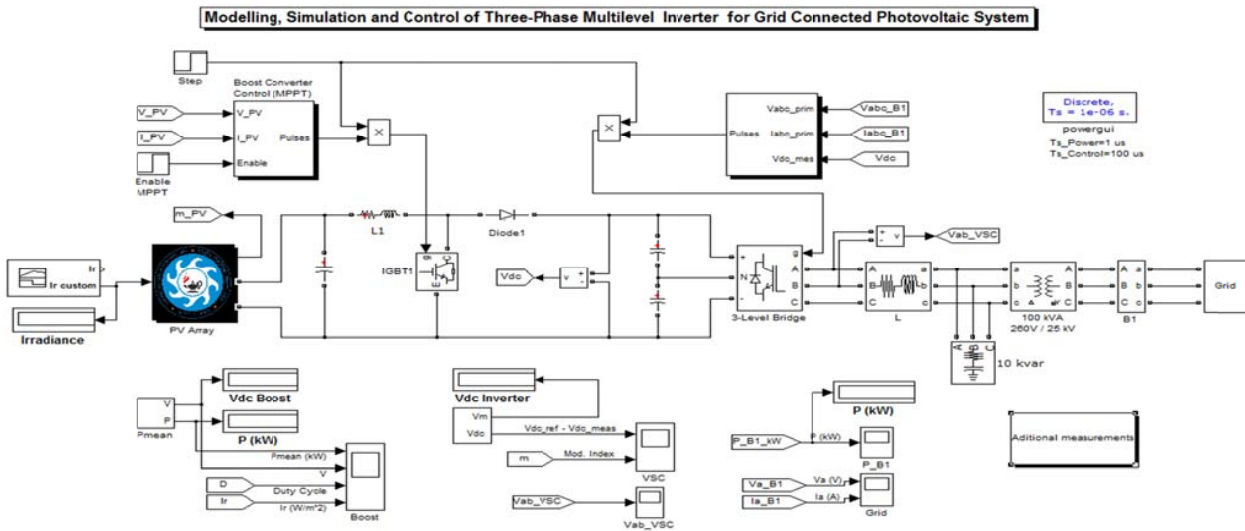 Modelling, Simulation and Control of Three-Phase Multilevel Inverter for Grid Connected Photovoltaic System
Step
Boost Converter
Control (MPPT)
V_PV
V_PV
I_PV
I_PV
Pulses
Enable
Enable
MPPT
X
X
Pulses
Vabc_prim
Iabc_prim
Vdc_mes
Vabc_B1
Iabc_B1
Vdc
Discrete,
Ts = 1e-06 s.
powergui
Ts_Power=1 us
Ts_Control=100 us
m_PV
Ir
Ir custom
Irradiance
PV Array
L1
IGBT1
g
C
E
Diode1
Vdc
v
+
-
+
N
-
g
A
B
C
3-Level Bridge
+
-
v
Vab_VSC
A
B
C
a
b
c
L
A
B
C
10 kvar
a
b
c
A
B
C
100 kVA
260V / 25 kV
A
B
C
a
b
c
B1
Grid
V
P
Pmean
Vdc Boost
P (kW)
Pmean (kW)
V
D
Duty Cycle
Ir
Ir (W/m^2)
Boost
Vdc Inverter
Vm
Vdc
Vdc_ref - Vdc_meas
m
Mod. Index
VSC
Vab_VSC
Vab_VSC
P (kW)
P_B1_kW
P (kW)
P_B1
Va_B1
Va (V)
Ia_B1
Ia (A)
Grid
Aditional measurements